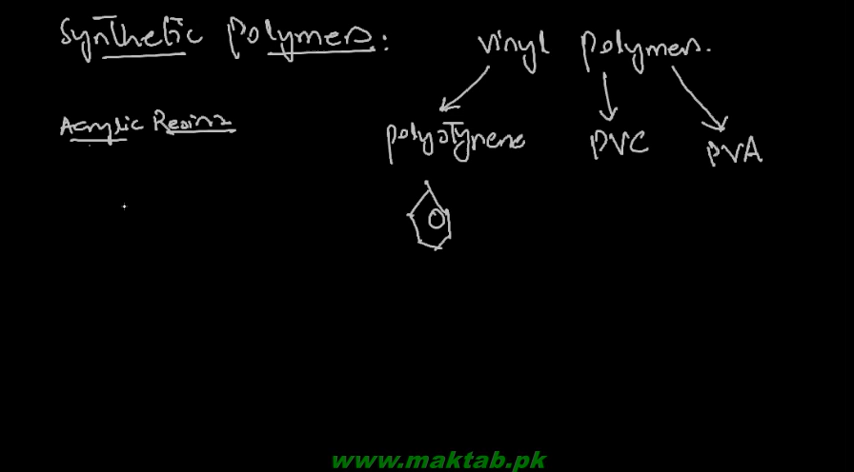 Synthetic Polymers:
vinyl polymers.
Acrylic Resins
polystyrene
PVC
PVA
www.maktab.pk